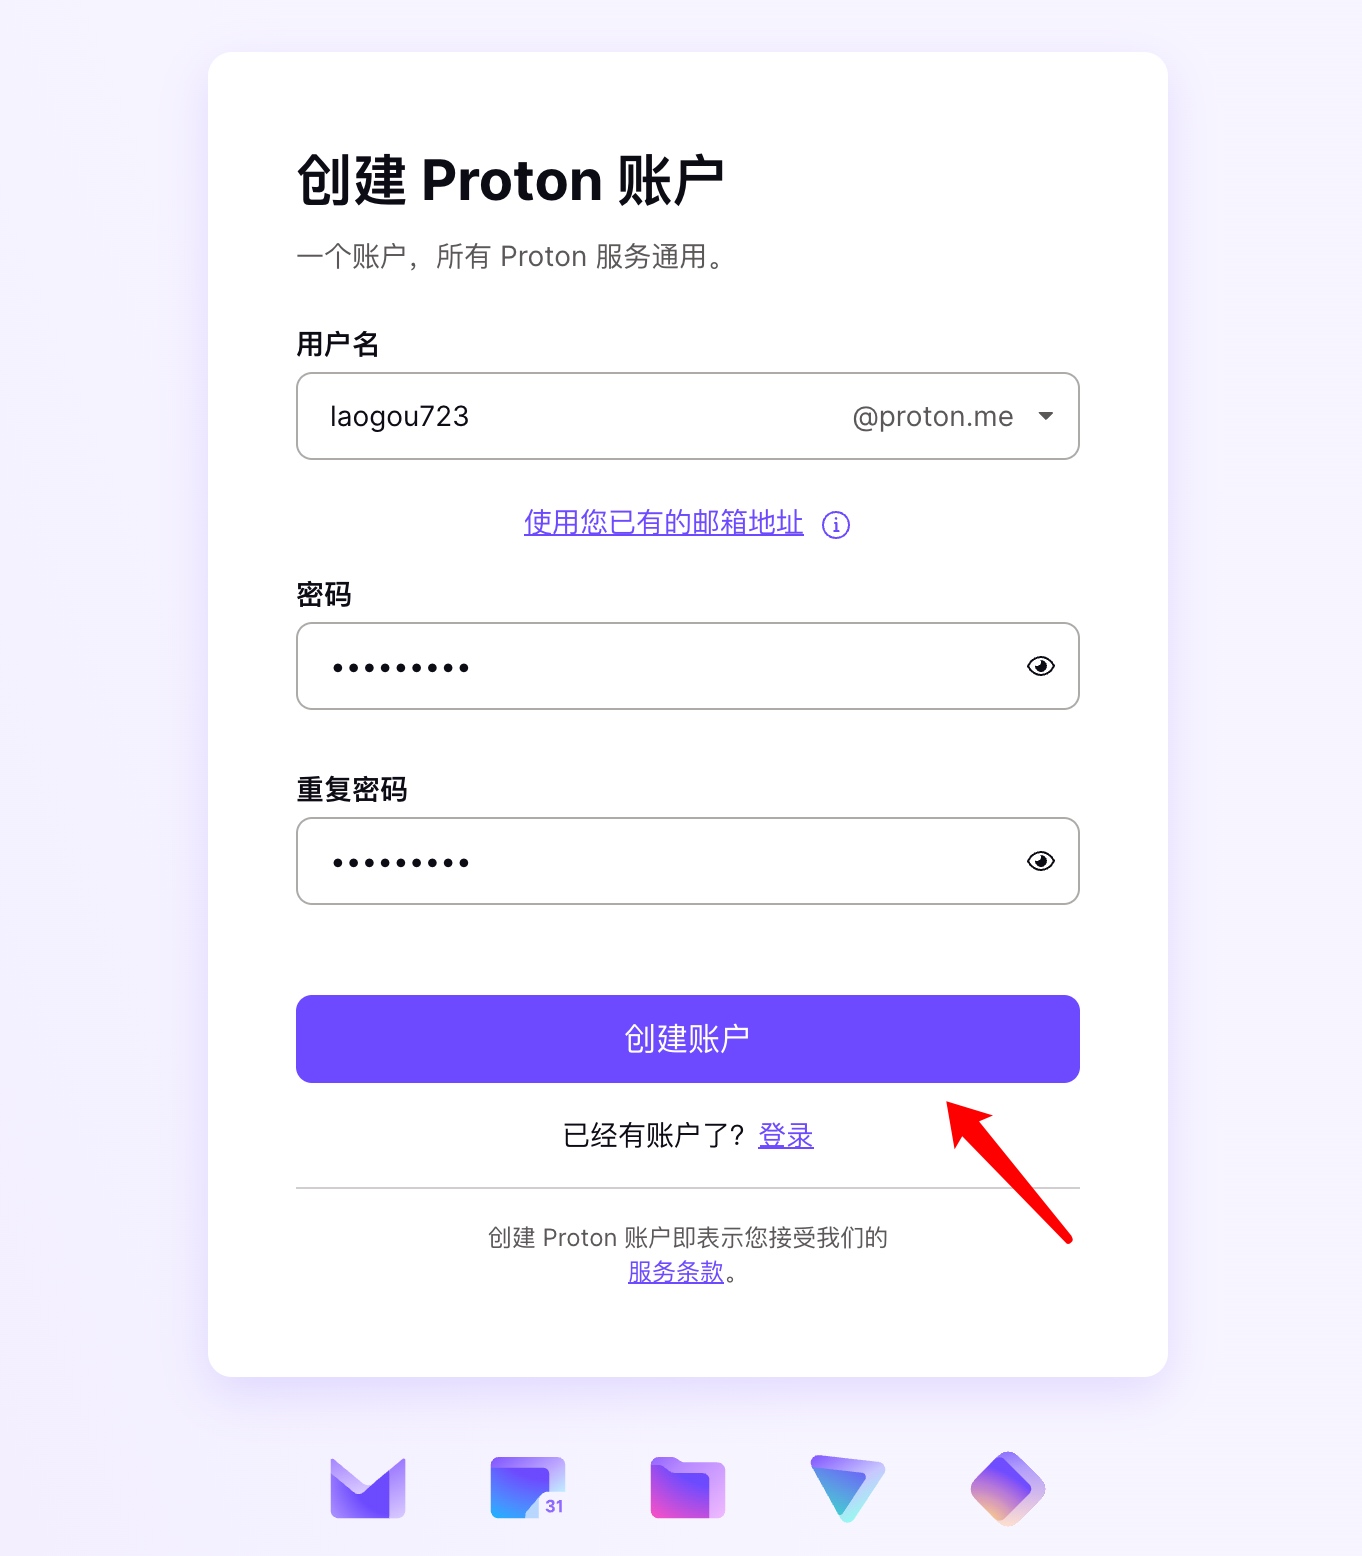 创建 Proton 账户
一个账户，所有 Proton 服务通用。
用户名
laogou723 @proton.me
使用您已有的邮箱地址
密码
•••••••••
重复密码
•••••••••
创建账户
已经有账户了？登录
创建 Proton 账户即表示您接受我们的
服务条款。
31